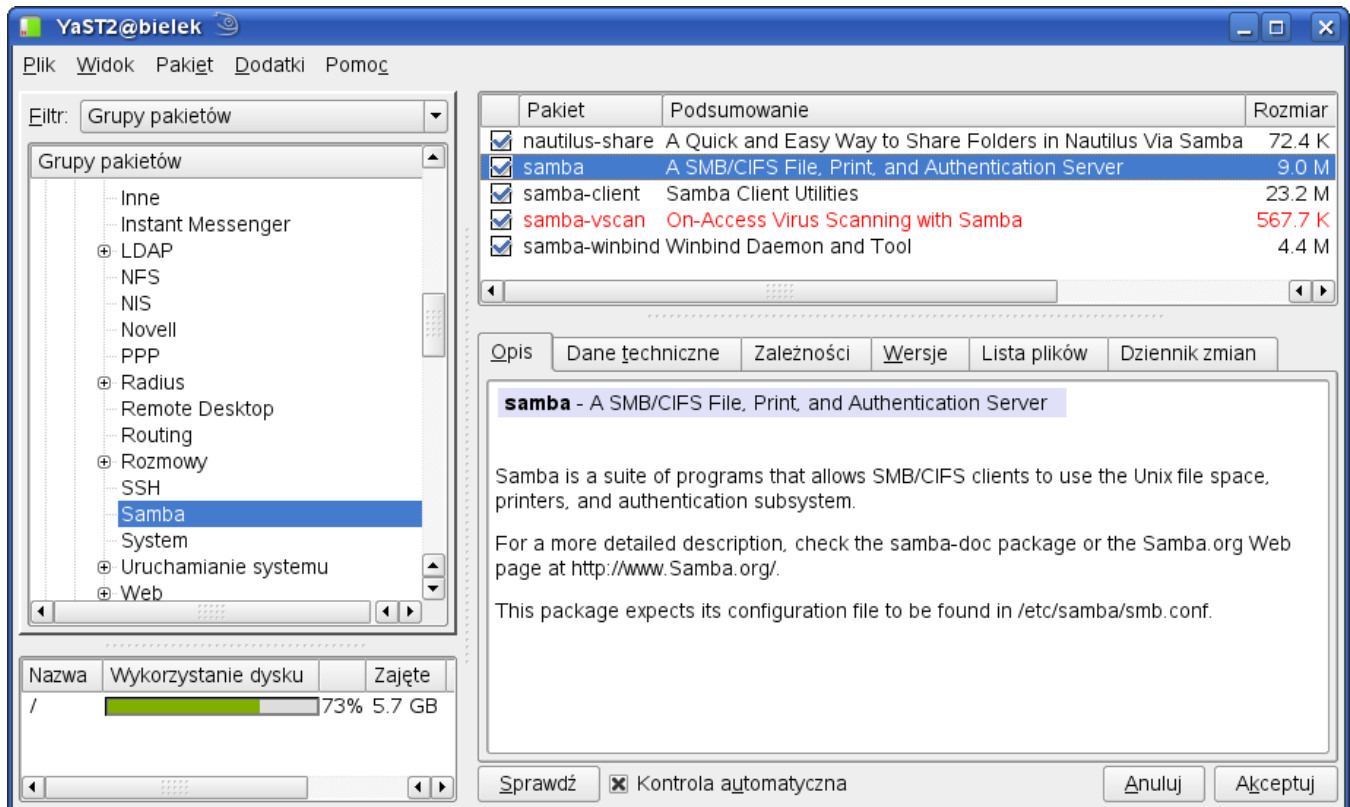 YaST2@bielek
Plik Widok Pakiet Dodatki Pomoc
Filtr: Grupy pakietów
Grupy pakietów
Inne
Instant Messenger
LDAP
NFS
NIS
Novell
PPP
Radius
Remote Desktop
Routing
Rozmowy
SSH
Samba
System
Uruchamianie systemu
Web
Nazwa Wykorzystanie dysku Zajęte
/ 73% 5.7 GB
Pakiet Podsumowanie Rozmiar
nautilus-share A Quick and Easy Way to Share Folders in Nautilus Via Samba 72.4 K
samba A SMB/CIFS File, Print, and Authentication Server 9.0 M
samba-client Samba Client Utilities 23.2 M
samba-vscan On-Access Virus Scanning with Samba 567.7 K
samba-winbind Winbind Daemon and Tool 4.4 M
Opis Dane techniczne Zależności Wersje Lista plików Dziennik zmian
samba - A SMB/CIFS File, Print, and Authentication Server
Samba is a suite of programs that allows SMB/CIFS clients to use the Unix file space,
printers, and authentication subsystem.
For a more detailed description, check the samba-doc package or the Samba.org Web
page at http://www.Samba.org/.
This package expects its configuration file to be found in /etc/samba/smb.conf.
Sprawdź Kontrola automatyczna Anuluj Akceptuj